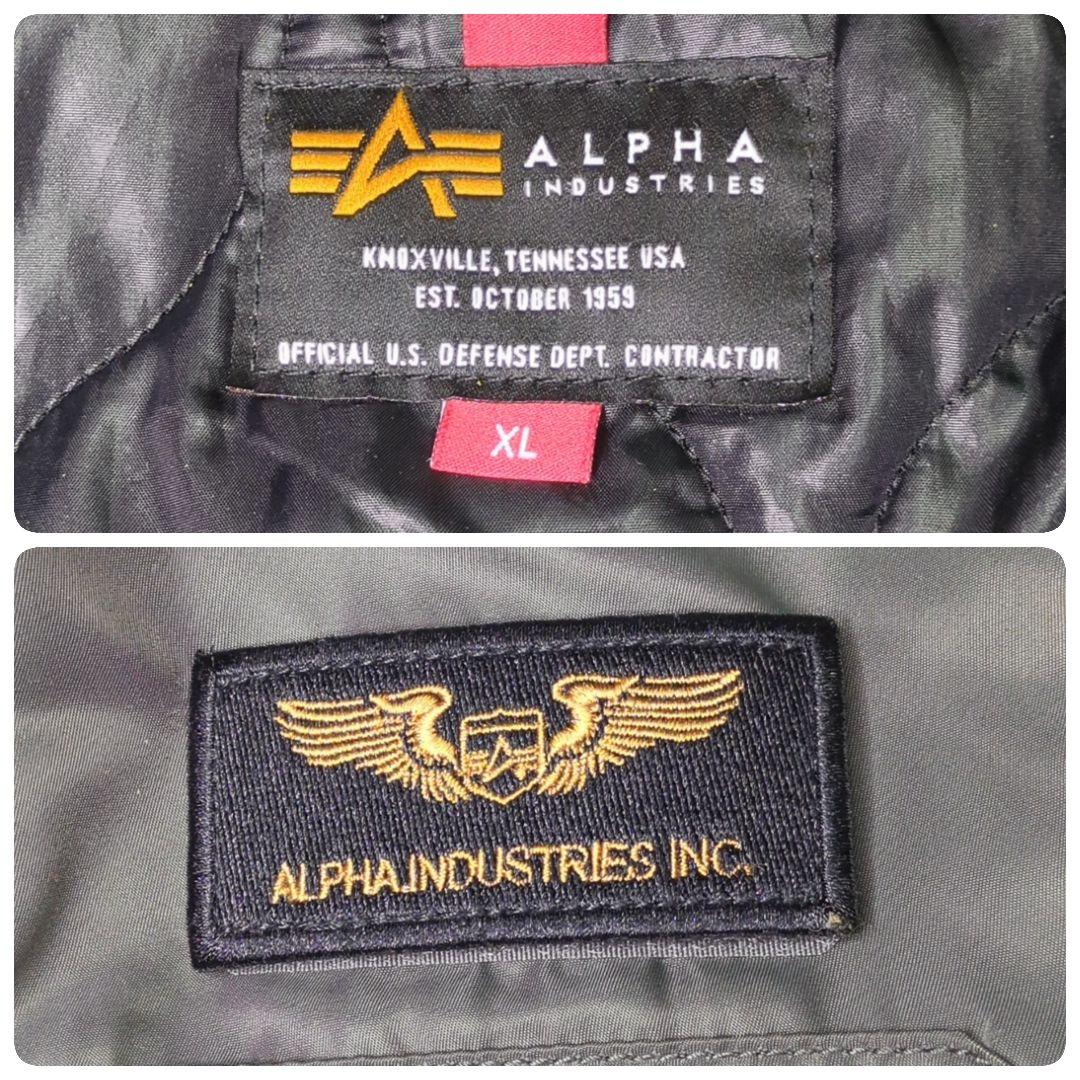 ALPHA
INDUSTRIES
KNOXVILLE, TENNESSEE USA
EST. OCTOBER 1959
OFFICIAL U.S. DEFENSE DEPT. CONTRACTOR
XL
ALPHA.INDUSTRIES INC.